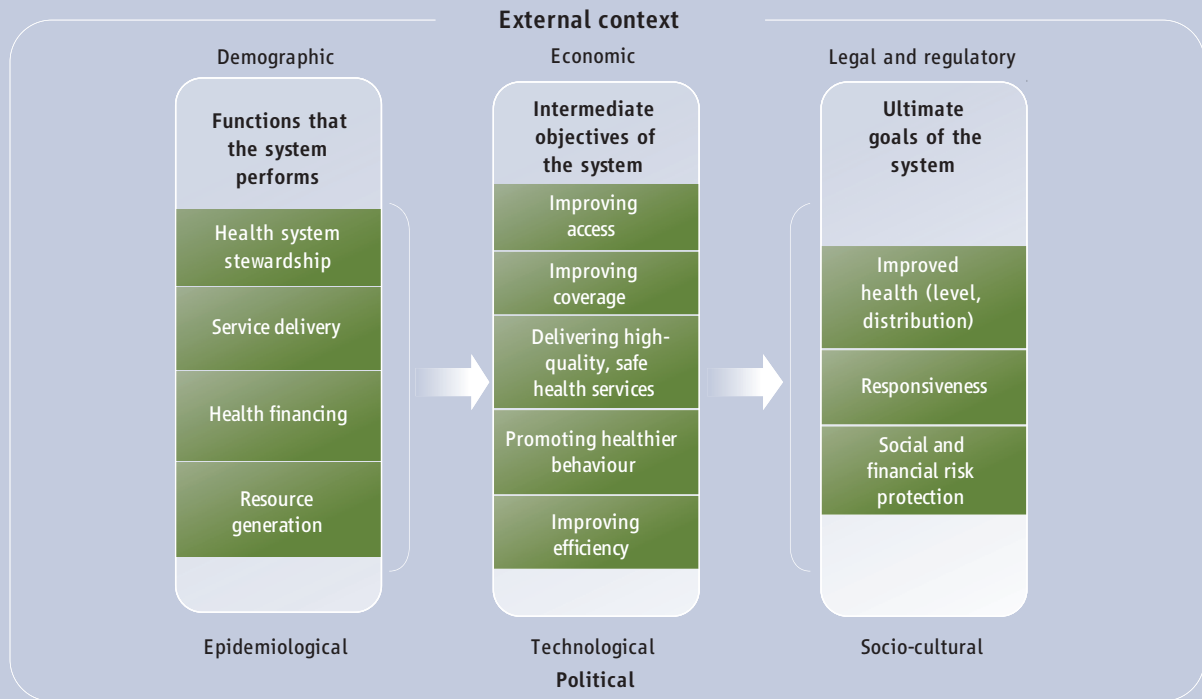 External context
Demographic
Economic
Legal and regulatory
Functions that
the system
performs
Health system
stewardship
Service delivery
Health financing
Resource
generation
Intermediate
objectives of
the system
Improving
access
Improving
coverage
Delivering high-
quality, safe
health services
Promoting healthier
behaviour
Improving
efficiency
Ultimate
goals of the
system
Improved
health (level,
distribution)
Responsiveness
Social and
financial risk
protection
Epidemiological
Technological
Socio-cultural
Political